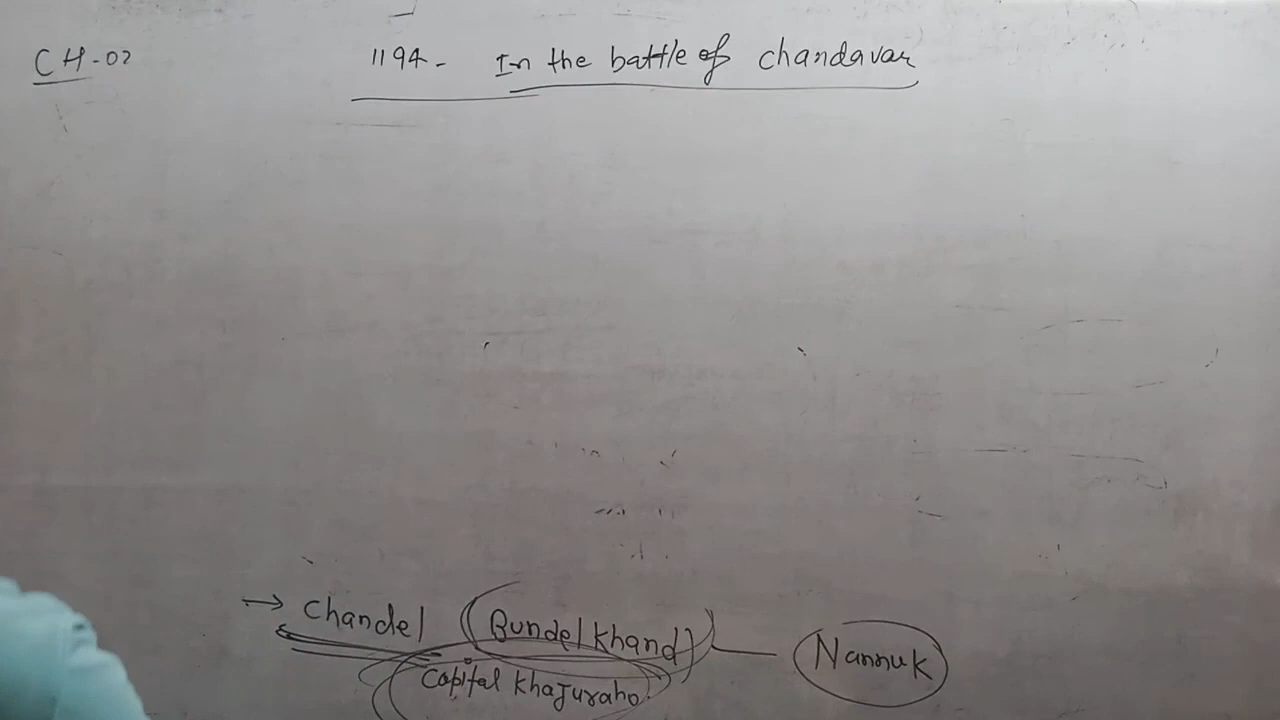 CH-02
1194- In the battle of chandavar
→ Chandel (Bundelkhand) — Nannuk
Capital Khajuraho